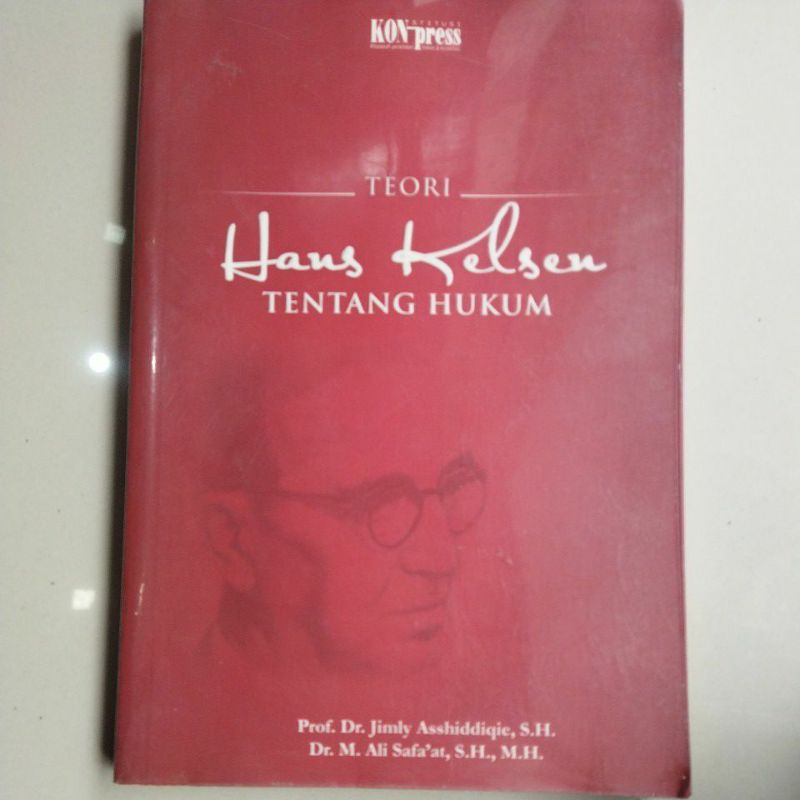 KONpress
TEORI
Hans Kelsen
TENTANG HUKUM
Prof. Dr. Jimly Asshiddiqie, S.H.
Dr. M. Ali Safa'at, S.H., M.H.